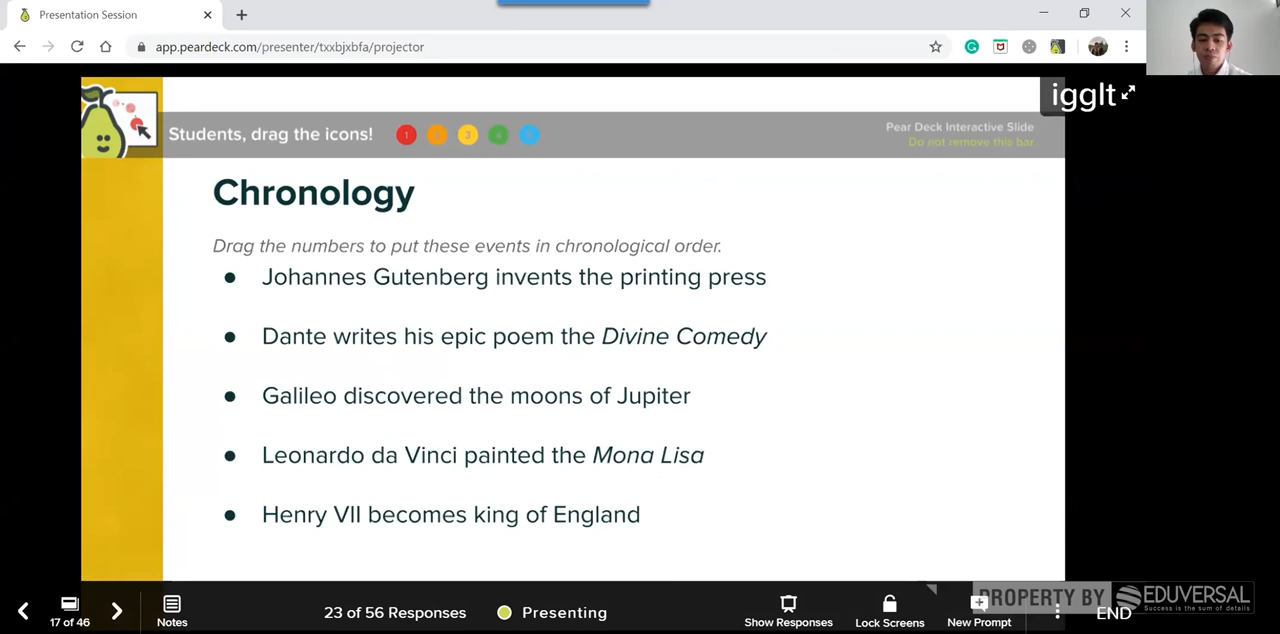 Presentation Session
app.peardeck.com/presenter/txxbjxbfa/projector
igglt
Students, drag the icons!
1
3
4
Pear Deck Interactive Slide
Do not remove this bar
Chronology
Drag the numbers to put these events in chronological order.
● Johannes Gutenberg invents the printing press
● Dante writes his epic poem the Divine Comedy
● Galileo discovered the moons of Jupiter
● Leonardo da Vinci painted the Mona Lisa
● Henry VII becomes king of England
17 of 46
Notes
23 of 56 Responses
Presenting
Show Responses
Lock Screens
New Prompt
END
PROPERTY BY
EDUVERSAL
Success is the sum of details